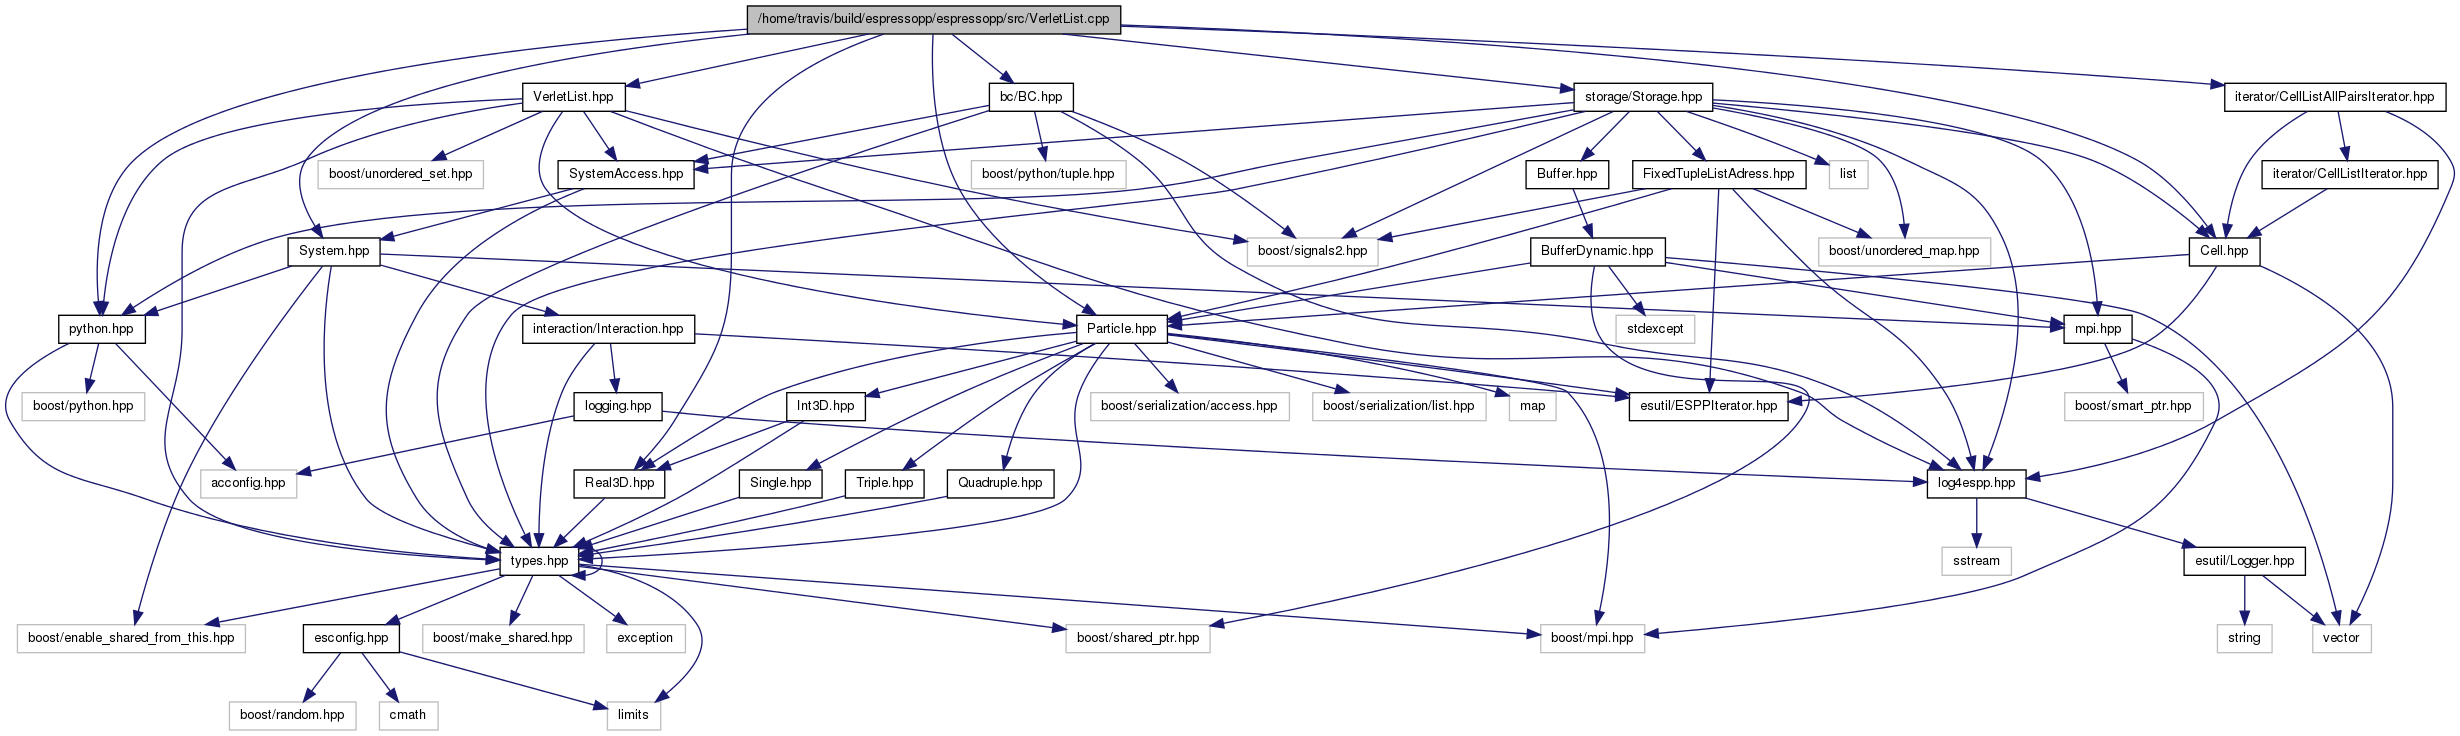 /home/travis/build/espressopp/espressopp/src/VerletList.cpp
VerletList.hpp
bc/BC.hpp
storage/Storage.hpp
iterator/CellListAllPairsIterator.hpp
boost/unordered_set.hpp
SystemAccess.hpp
boost/python/tuple.hpp
Buffer.hpp
FixedTupleListAdress.hpp
list
iterator/CellListIterator.hpp
System.hpp
boost/signals2.hpp
BufferDynamic.hpp
boost/unordered_map.hpp
Cell.hpp
python.hpp
interaction/Interaction.hpp
Particle.hpp
stdexcept
mpi.hpp
boost/python.hpp
logging.hpp
Int3D.hpp
boost/serialization/access.hpp
boost/serialization/list.hpp
map
esutil/ESPPIterator.hpp
boost/smart_ptr.hpp
acconfig.hpp
Real3D.hpp
Single.hpp
Triple.hpp
Quadruple.hpp
log4espp.hpp
types.hpp
sstream
esutil/Logger.hpp
boost/enable_shared_from_this.hpp
esconfig.hpp
boost/make_shared.hpp
exception
boost/shared_ptr.hpp
boost/mpi.hpp
string
vector
boost/random.hpp
cmath
limits